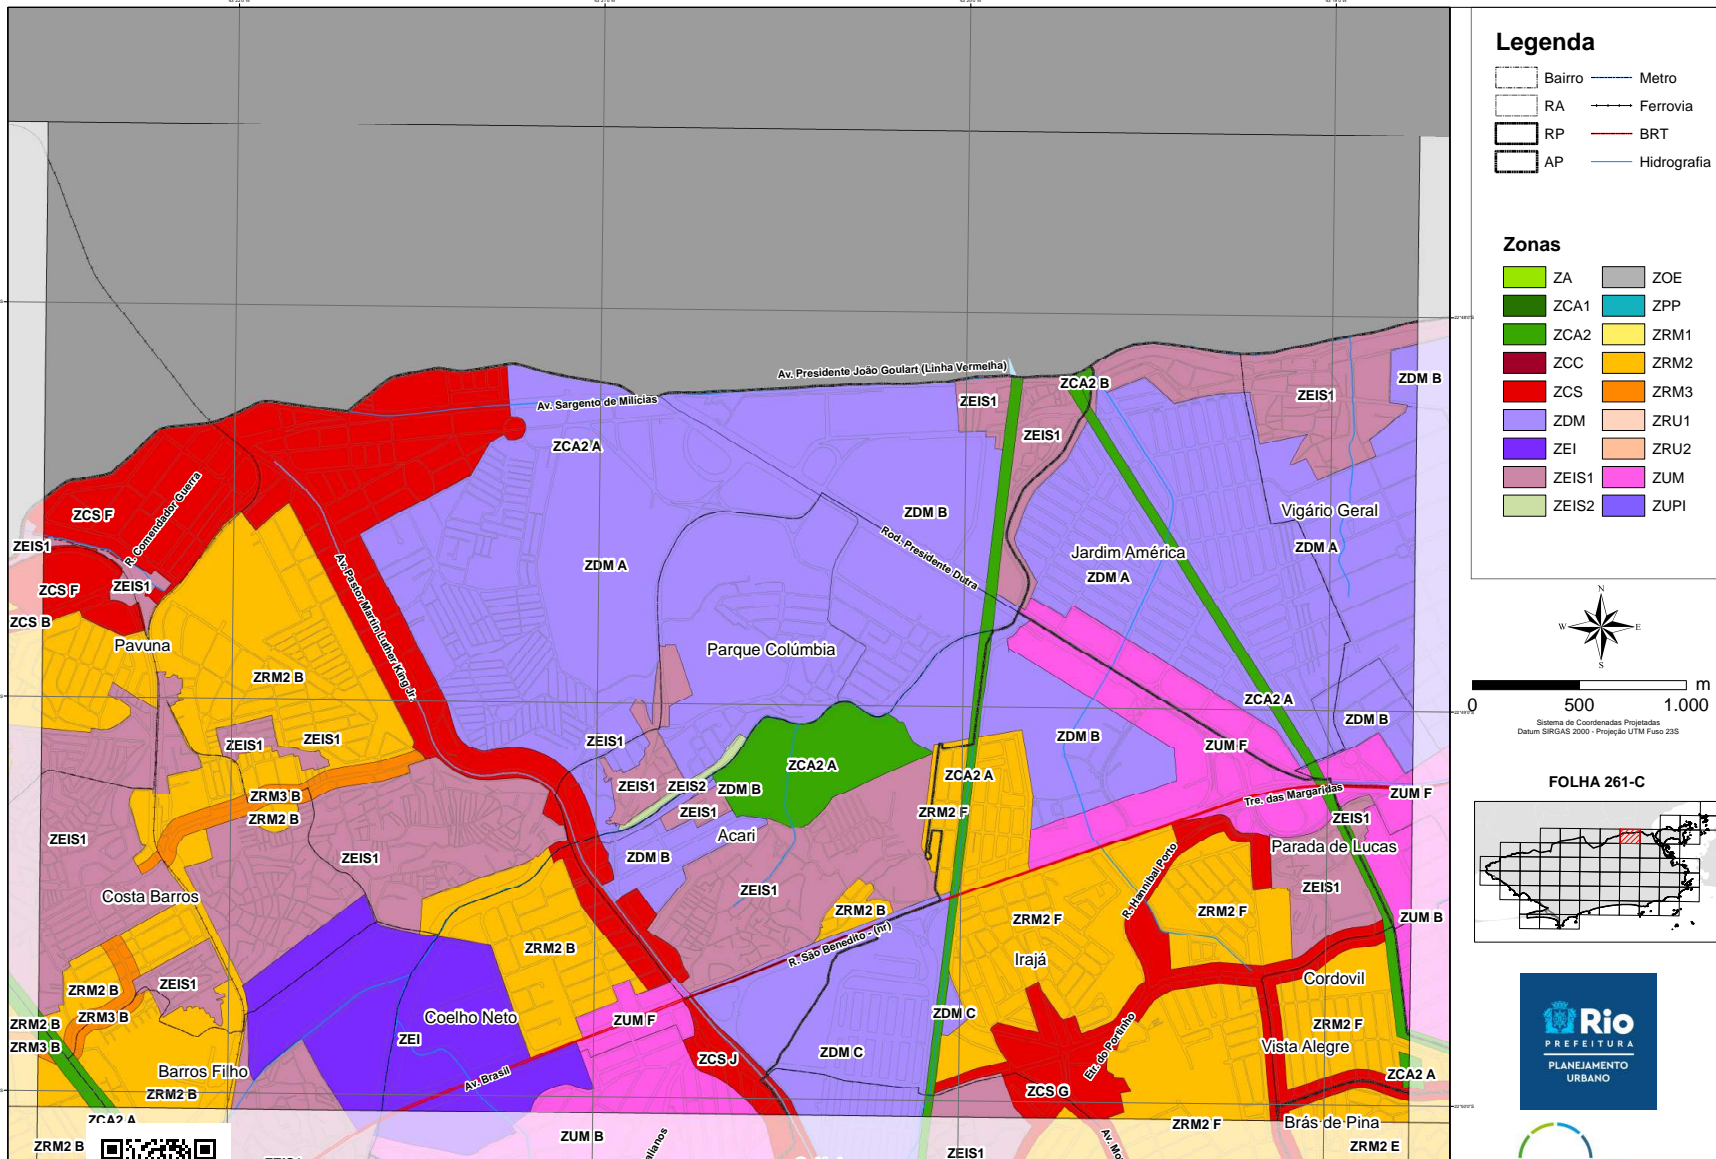 Legenda
Bairro
Metro
RA
Ferrovia
RP
BRT
AP
Hidrografia
Zonas
ZA
ZOE
ZCA1
ZPP
ZCA2
ZRM1
ZCC
ZRM2
ZCS
ZRM3
ZDM
ZRU1
ZEI
ZRU2
ZEIS1
ZUM
ZEIS2
ZUPI
N
W
E
S
0
500
1.000
m
Sistema de Coordenadas Projetadas
Datum SIRGAS 2000 - Projeção UTM Fuso 23S
FOLHA 261-C
Rio
PREFEITURA
PLANEJAMENTO
URBANO
Av. Presidente João Goulart (Linha Vermelha)
ZCA2 B
ZDM B
ZEIS1
ZEIS1
Av. Sargento de Milícias
ZEIS1
ZCA2 A
R. Comendador Guerra
ZCS F
ZDM B
Vigário Geral
Rod. Presidente Dutra
ZEIS1
ZDM A
Jardim América
ZDM A
ZDM A
ZEIS1
ZCS F
ZCS B
Av. Pastor Martin Luther King Jr.
Pavuna
Parque Colúmbia
ZRM2 B
ZCA2 A
ZDM B
ZEIS1
ZEIS1
ZEIS1
ZDM B
ZUM F
ZCA2 A
ZCA2 A
ZEIS1
ZEIS2
ZDM B
Tre. das Margaridas
ZUM F
ZRM3 B
ZEIS1
ZRM2 F
ZRM2 B
ZEIS1
Acari
ZEIS1
Parada de Lucas
ZEIS1
ZDM B
R. Hannibal Porto
ZEIS1
ZEIS1
Costa Barros
ZRM2 B
ZRM2 F
ZRM2 F
ZUM B
R. São Benedito - (nr)
ZRM2 B
Irajá
ZEIS1
Cordovil
ZRM2 B
ZRM3 B
Coelho Neto
ZUM F
ZDM C
ZRM2 B
ZRM2 F
ZEI
ZRM3 B
ZDM C
Etr. do Portinho
Vista Alegre
ZCS J
Barros Filho
Av. Brasil
ZCA2 A
ZRM2 B
ZCS G
ZCA2 A
ZRM2 F
Brás de Pina
ZUM B
ZRM2 B
ZRM2 E
ZEIS1